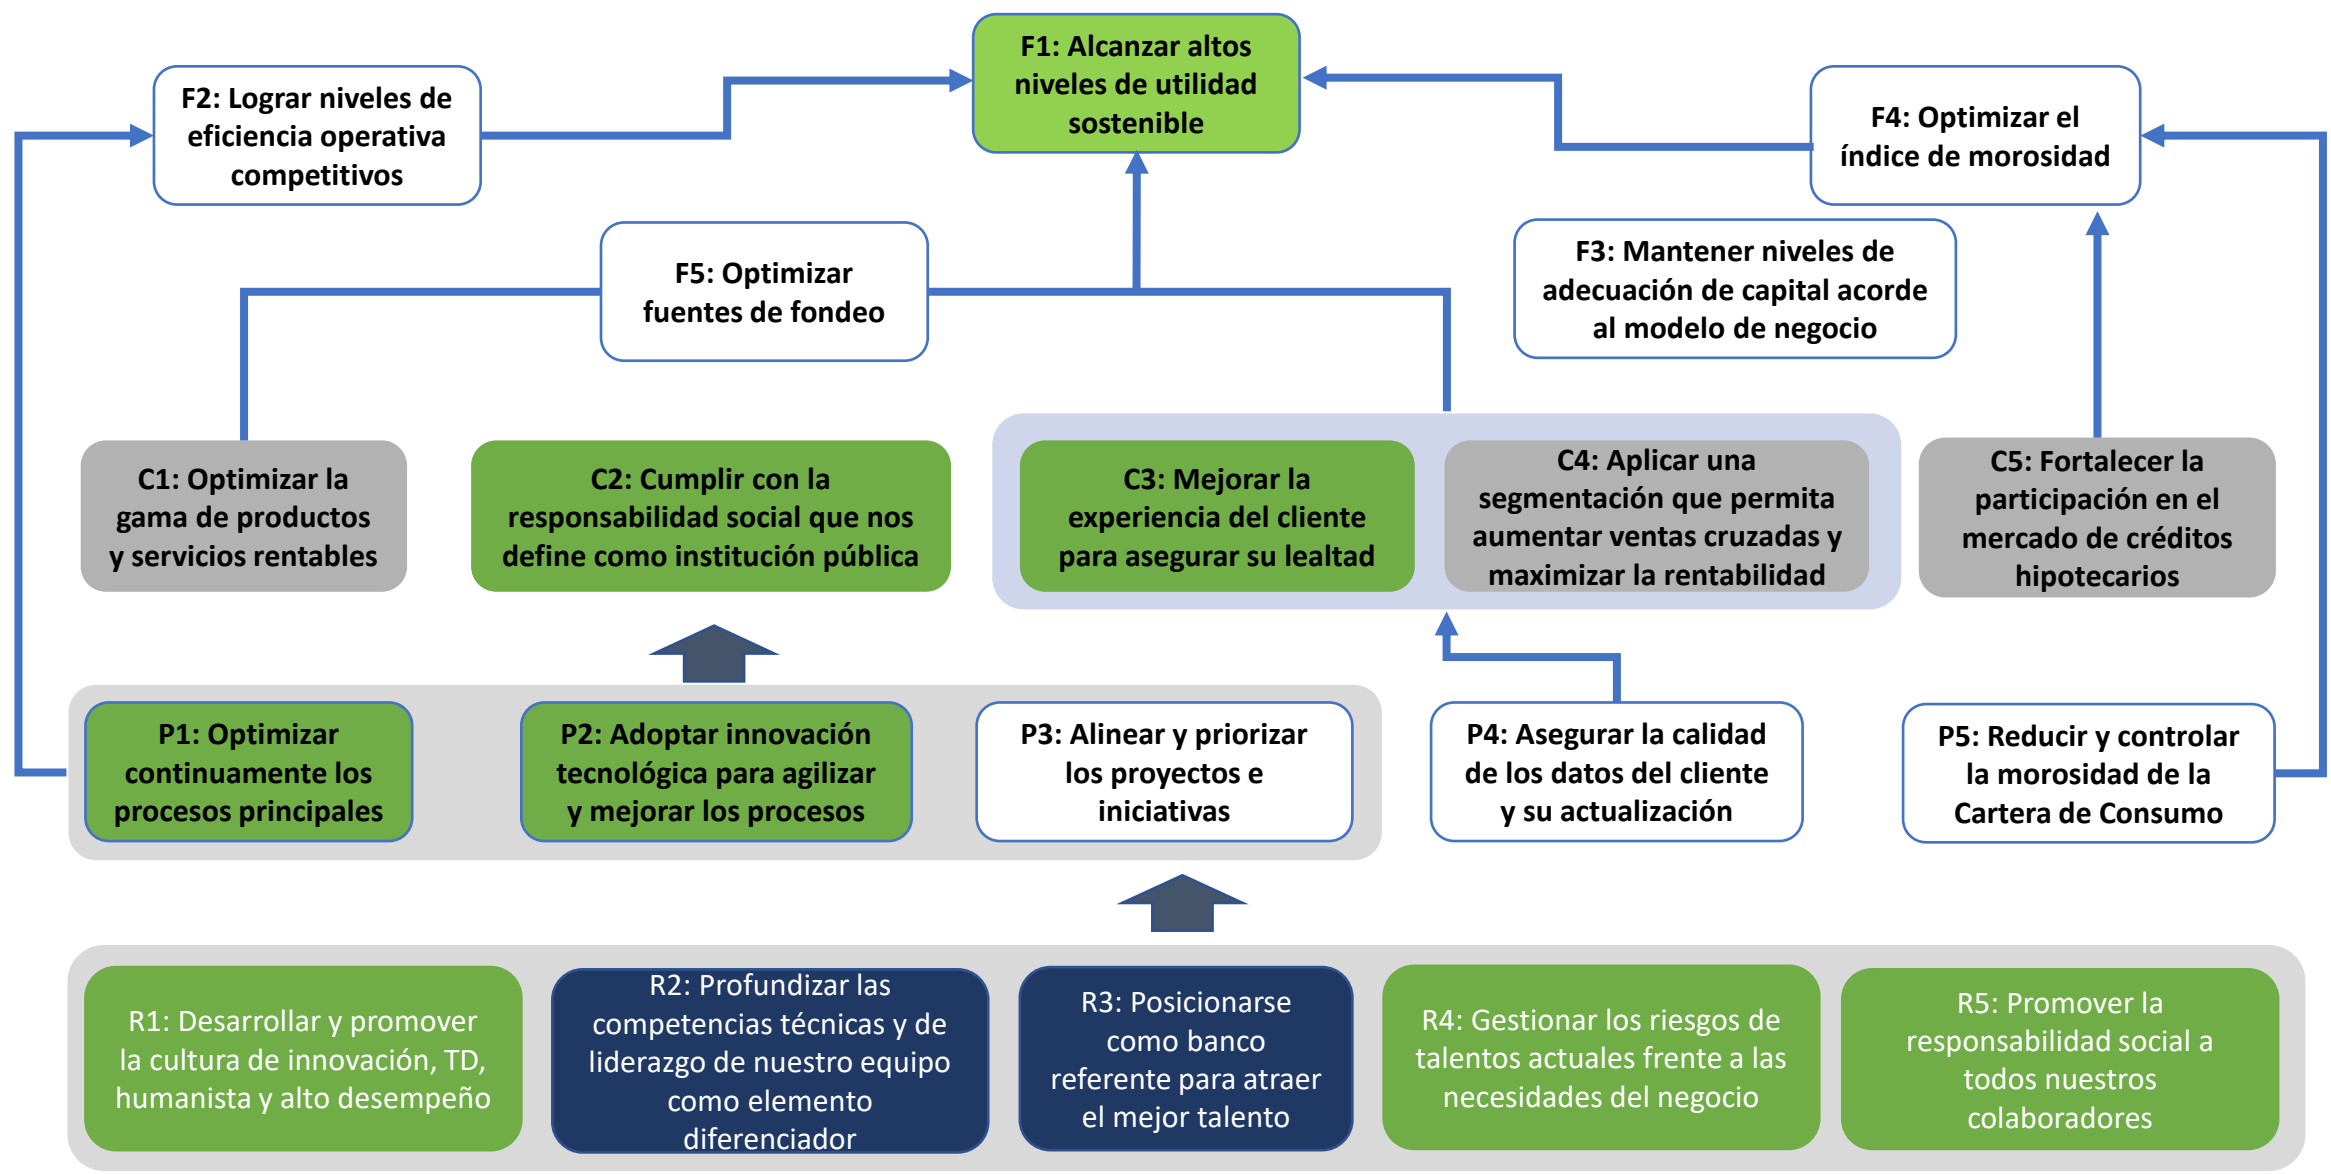 F1: Alcanzar altos
niveles de utilidad
sostenible
F2: Lograr niveles de
eficiencia operativa
competitivos
F4: Optimizar el
índice de morosidad
F5: Optimizar
fuentes de fondeo
F3: Mantener niveles de
adecuación de capital acorde
al modelo de negocio
C1: Optimizar la
gama de productos
y servicios rentables
C2: Cumplir con la
responsabilidad social que nos
define como institución pública
C3: Mejorar la
experiencia del cliente
para asegurar su lealtad
C4: Aplicar una
segmentación que permita
aumentar ventas cruzadas y
maximizar la rentabilidad
C5: Fortalecer la
participación en el
mercado de créditos
hipotecarios
P1: Optimizar
continuamente los
procesos principales
P2: Adoptar innovación
tecnológica para agilizar
y mejorar los procesos
P3: Alinear y priorizar
los proyectos e
iniciativas
P4: Asegurar la calidad
de los datos del cliente
y su actualización
P5: Reducir y controlar
la morosidad de la
Cartera de Consumo
R1: Desarrollar y promover
la cultura de innovación, TD,
humanista y alto desempeño
R2: Profundizar las
competencias técnicas y de
liderazgo de nuestro equipo
como elemento
diferenciador
R3: Posicionarse
como banco
referente para atraer
el mejor talento
R4: Gestionar los riesgos de
talentos actuales frente a las
necesidades del negocio
R5: Promover la
responsabilidad social a
todos nuestros
colaboradores